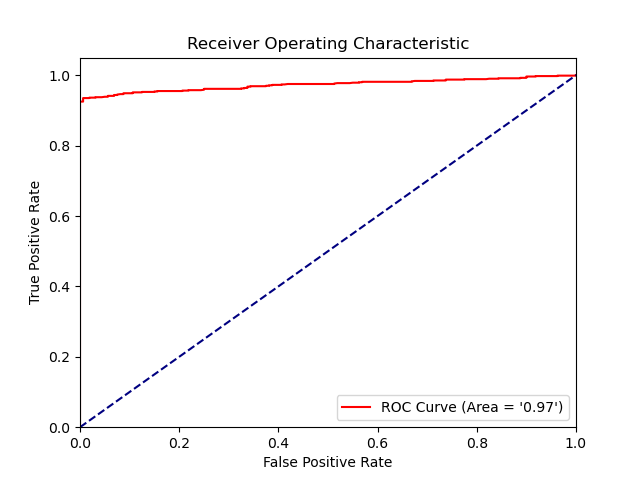 Receiver Operating Characteristic
1.0
0.8
0.6
0.4
0.2
0.0
True Positive Rate
ROC Curve (Area = '0.97')
0.0 0.2 0.4 0.6 0.8 1.0
False Positive Rate